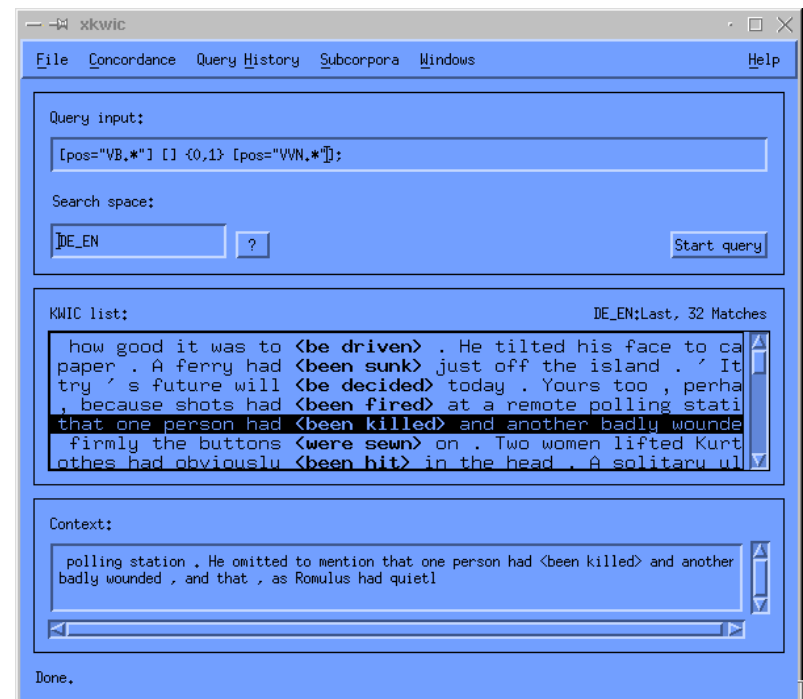 xkwic
File Concordance Query History Subcorpora Windows Help
Query input:
[pos="VB.*"] [] {0,1} [pos="VVN.*"];
Search space:
DE_EN ? Start query
KWIC list: DE_EN:Last, 32 Matches
how good it was to <be driven> . He tilted his face to ca
paper . A ferry had <been sunk> just off the island . ´ It
try ´ s future will <be decided> today . Yours too , perha
, because shots had <been fired> at a remote polling stati
that one person had <been killed> and another badly wounde
firmly the buttons <were sewn> on . Two women lifted Kurt
othes had obviously <been hit> in the head . A solitary ul
Context:
polling station . He omitted to mention that one person had <been killed> and another
badly wounded , and that , as Romulus had quietl
Done.